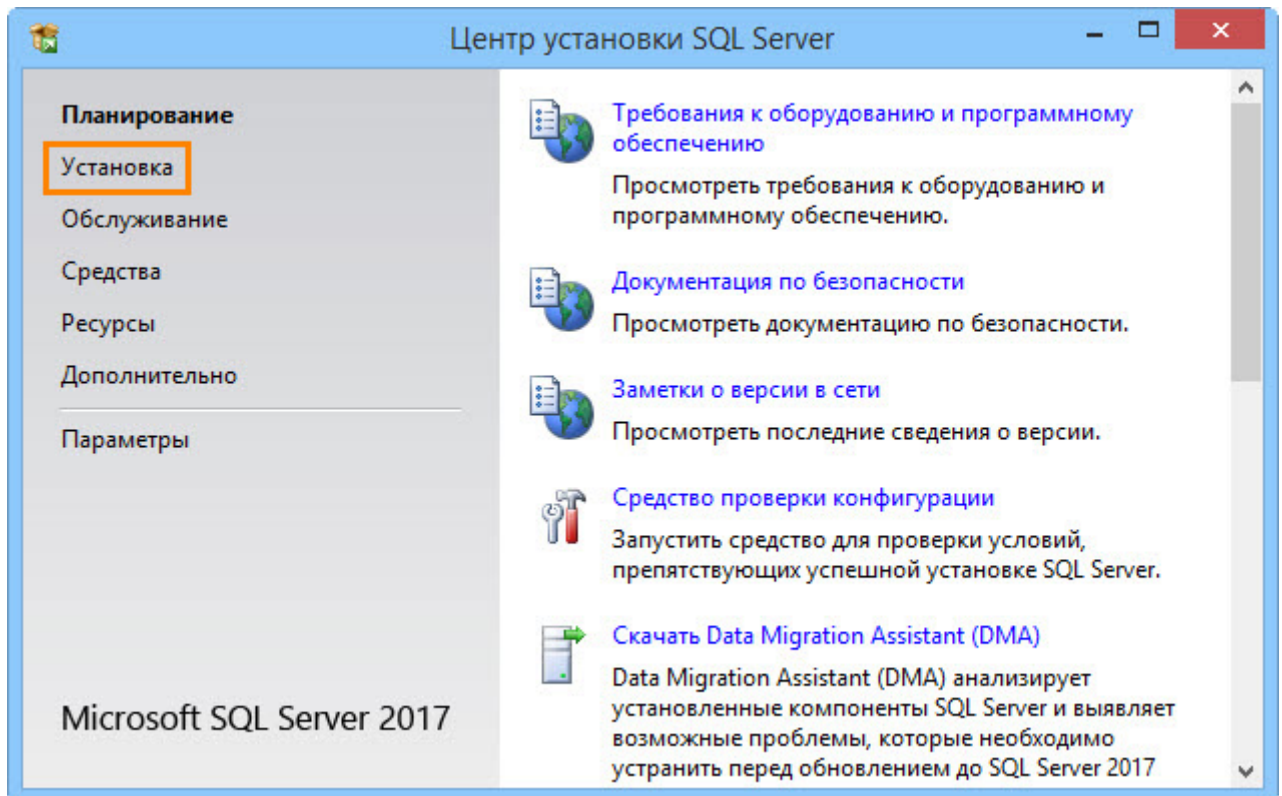 Центр установки SQL Server
Планирование
Установка
Обслуживание
Средства
Ресурсы
Дополнительно
Параметры
Microsoft SQL Server 2017
Требования к оборудованию и программному
обеспечению
Просмотреть требования к оборудованию и
программному обеспечению.
Документация по безопасности
Просмотреть документацию по безопасности.
Заметки о версии в сети
Просмотреть последние сведения о версии.
Средство проверки конфигурации
Запустить средство для проверки условий,
препятствующих успешной установке SQL Server.
Скачать Data Migration Assistant (DMA)
Data Migration Assistant (DMA) анализирует
установленные компоненты SQL Server и выявляет
возможные проблемы, которые необходимо
устранить перед обновлением до SQL Server 2017